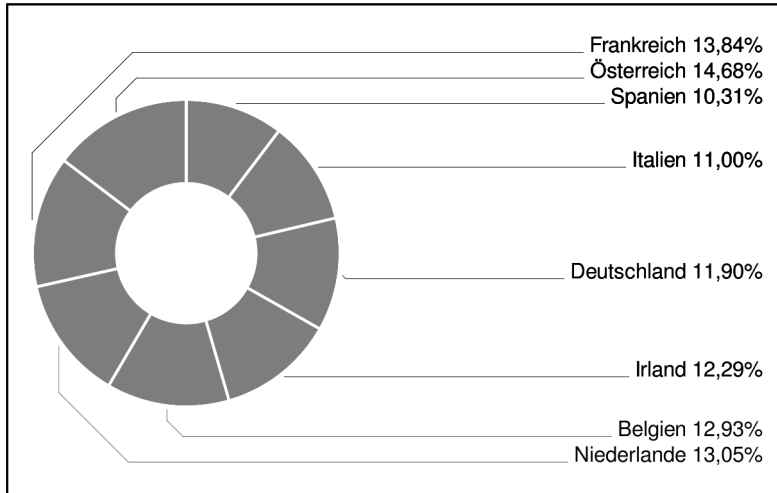 Frankreich 13,84%
Österreich 14,68%
Spanien 10,31%
Italien 11,00%
Deutschland 11,90%
Irland 12,29%
Belgien 12,93%
Niederlande 13,05%